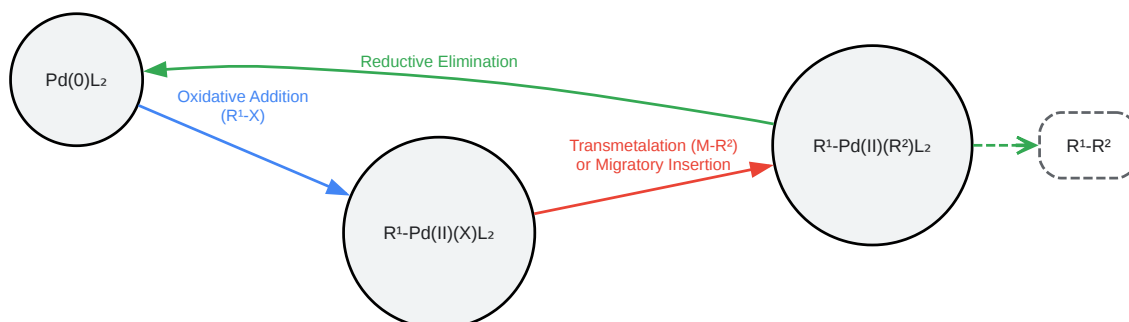 Pd(0)L₂
Reductive Elimination
Oxidative Addition
(R¹-X)
R¹-Pd(II)(X)L₂
Transmetalation (M-R²)
or Migratory Insertion
R¹-Pd(II)(R²)L₂
R¹-R²